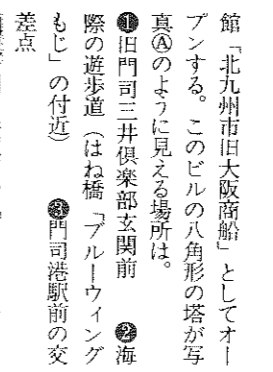 館「北九州市旧大阪商船」としてオー
プンする。このビルの八角形の塔が写
真Ⓐのように見える場所は。
❶旧門司三井倶楽部玄関前　❷海
際の遊歩道（はね橋「ブルーウィング
もじ」の付近）　❸門司港駅前の交
差点